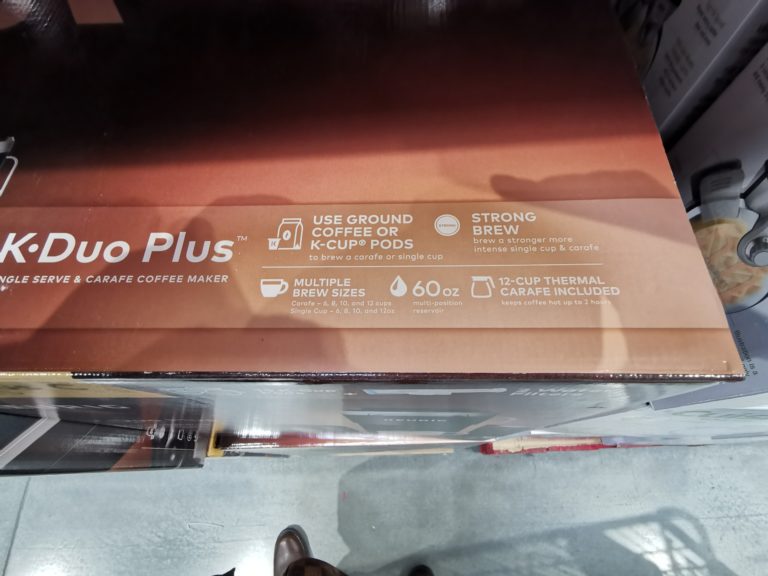 K•Duo Plus™
NGLE SERVE & CARAFE COFFEE MAKER
USE GROUND
COFFEE OR
K-CUP® PODS
to brew a carafe or single cup
STRONG
STRONG
BREW
brew a stronger more
intense single cup & carafe
MULTIPLE
BREW SIZES
Carafe – 6, 8, 10, and 12 cups
Single Cup – 6, 8, 10, and 12oz
60oz
multi-position
reservoir
12-CUP THERMAL
CARAFE INCLUDED
keeps coffee hot up to 2 hours
KEURIG